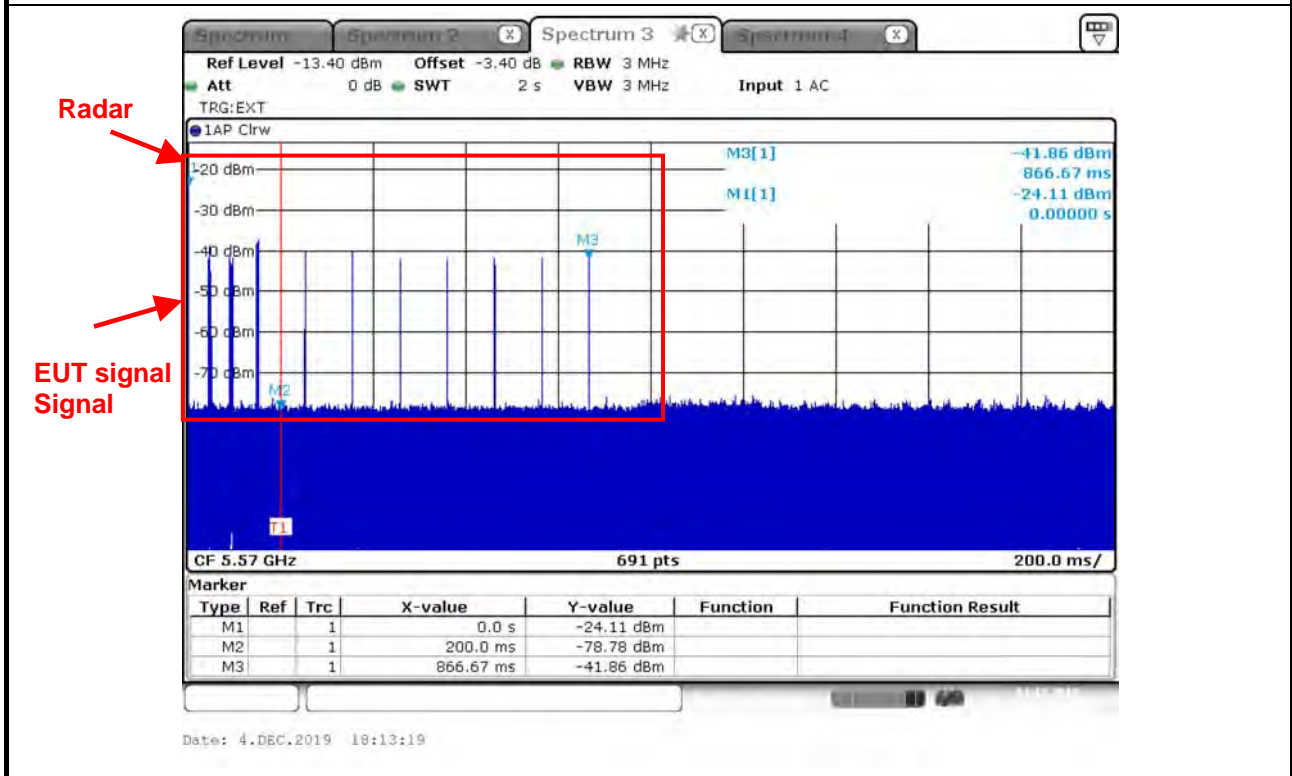 Spectrum Spectrum 2 X Spectrum 3 X Spectrum 4 X
Ref Level -13.40 dBm Offset -3.40 dB RBW 3 MHz
Att 0 dB SWT 2 s VBW 3 MHz Input 1 AC
TRG:EXT
Radar
1AP Clrw
M3[1] -41.86 dBm
866.67 ms
-20 dBm
M1[1] -24.11 dBm
0.00000 s
-30 dBm
M3
-40 dBm
-50 dBm
-60 dBm
EUT signal
Signal
-70 dBm
M2
T1
CF 5.57 GHz 691 pts 200.0 ms/
Marker
Type Ref Trc X-value Y-value Function Function Result
M1 1 0.0 s -24.11 dBm
M2 1 200.0 ms -78.78 dBm
M3 1 866.67 ms -41.86 dBm
Date: 4.DEC.2019 18:13:19